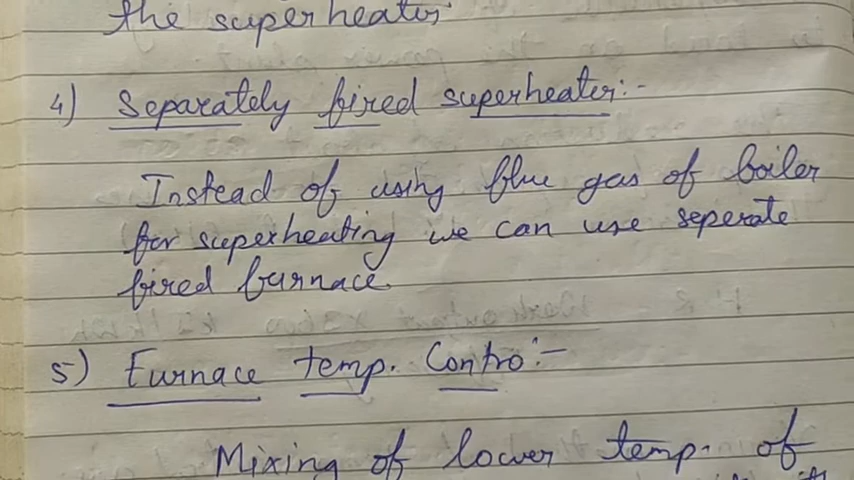 the superheater
4) Separately fired superheater:-
Instead of using flue gas of boiler
for superheating we can use seperate
fired furnace.
5) Furnace temp. Contro:-
Mixing of lower temp. of